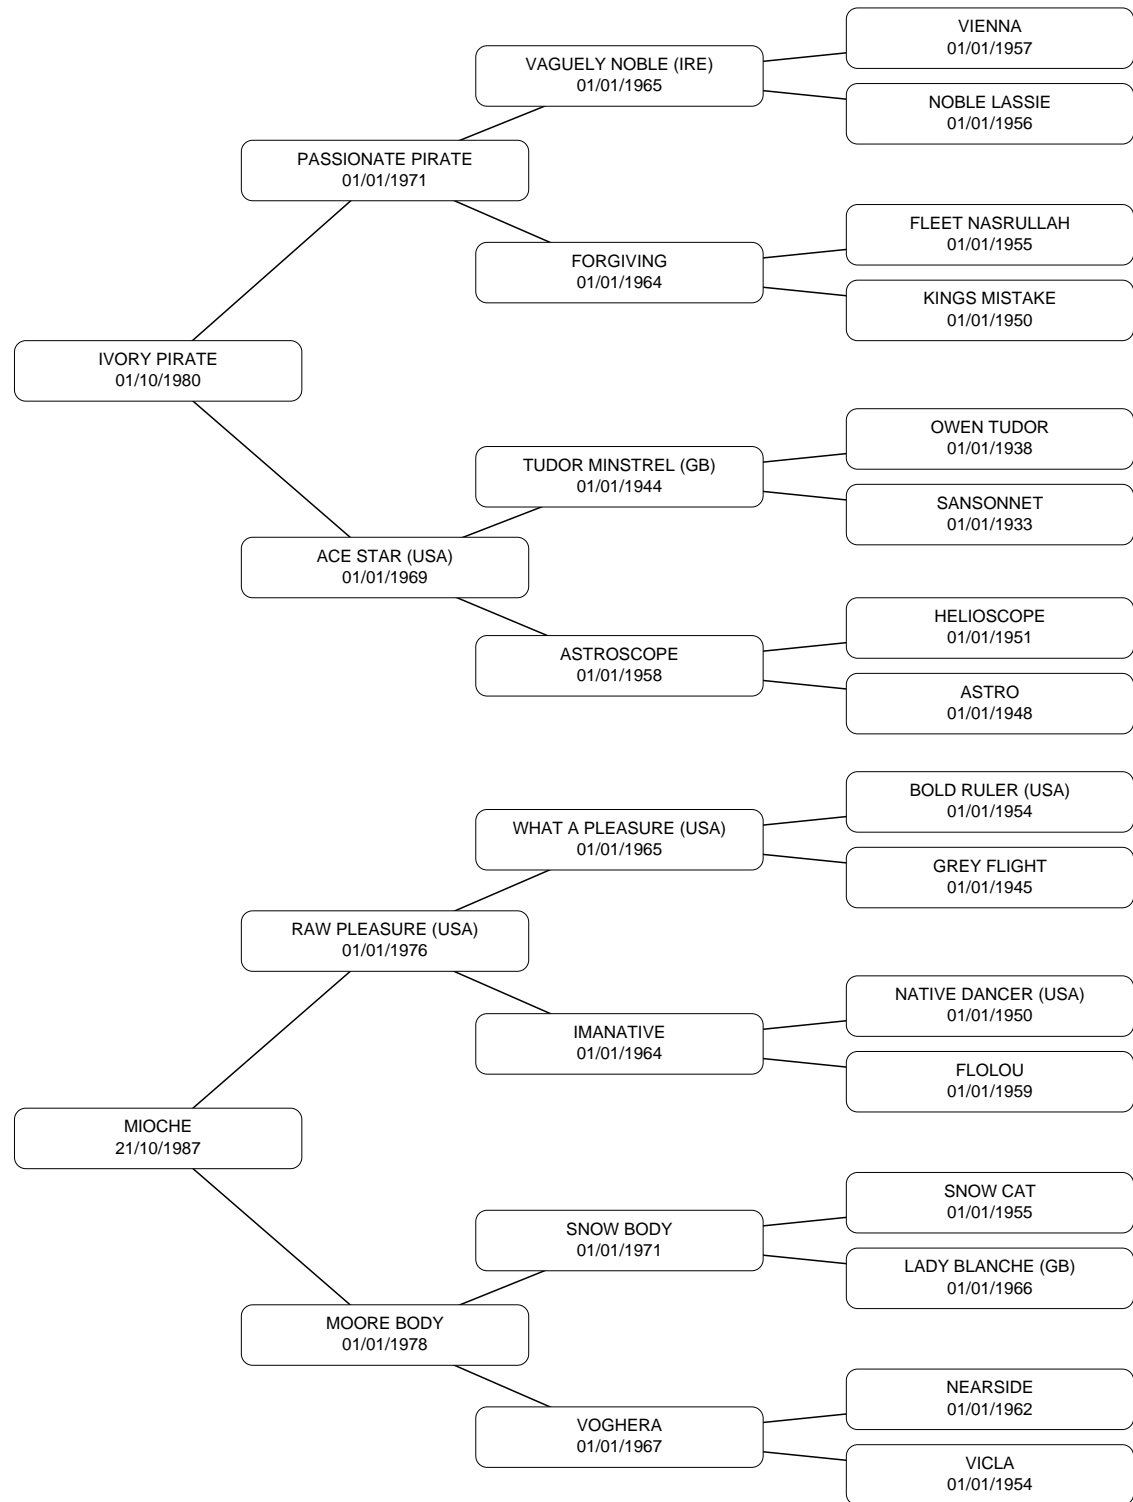 VIENNA
01/01/1957
VAGUELY NOBLE (IRE)
01/01/1965
NOBLE LASSIE
01/01/1956
PASSIONATE PIRATE
01/01/1971
FLEET NASRULLAH
01/01/1955
FORGIVING
01/01/1964
KINGS MISTAKE
01/01/1950
IVORY PIRATE
01/10/1980
OWEN TUDOR
01/01/1938
TUDOR MINSTREL (GB)
01/01/1944
SANSONNET
01/01/1933
ACE STAR (USA)
01/01/1969
HELIOSCOPE
01/01/1951
ASTROSCOPE
01/01/1958
ASTRO
01/01/1948
BOLD RULER (USA)
01/01/1954
WHAT A PLEASURE (USA)
01/01/1965
GREY FLIGHT
01/01/1945
RAW PLEASURE (USA)
01/01/1976
NATIVE DANCER (USA)
01/01/1950
IMANATIVE
01/01/1964
FLOLOU
01/01/1959
MIOCHE
21/10/1987
SNOW CAT
01/01/1955
SNOW BODY
01/01/1971
LADY BLANCHE (GB)
01/01/1966
MOORE BODY
01/01/1978
NEARSIDE
01/01/1962
VOGHERA
01/01/1967
VICLA
01/01/1954